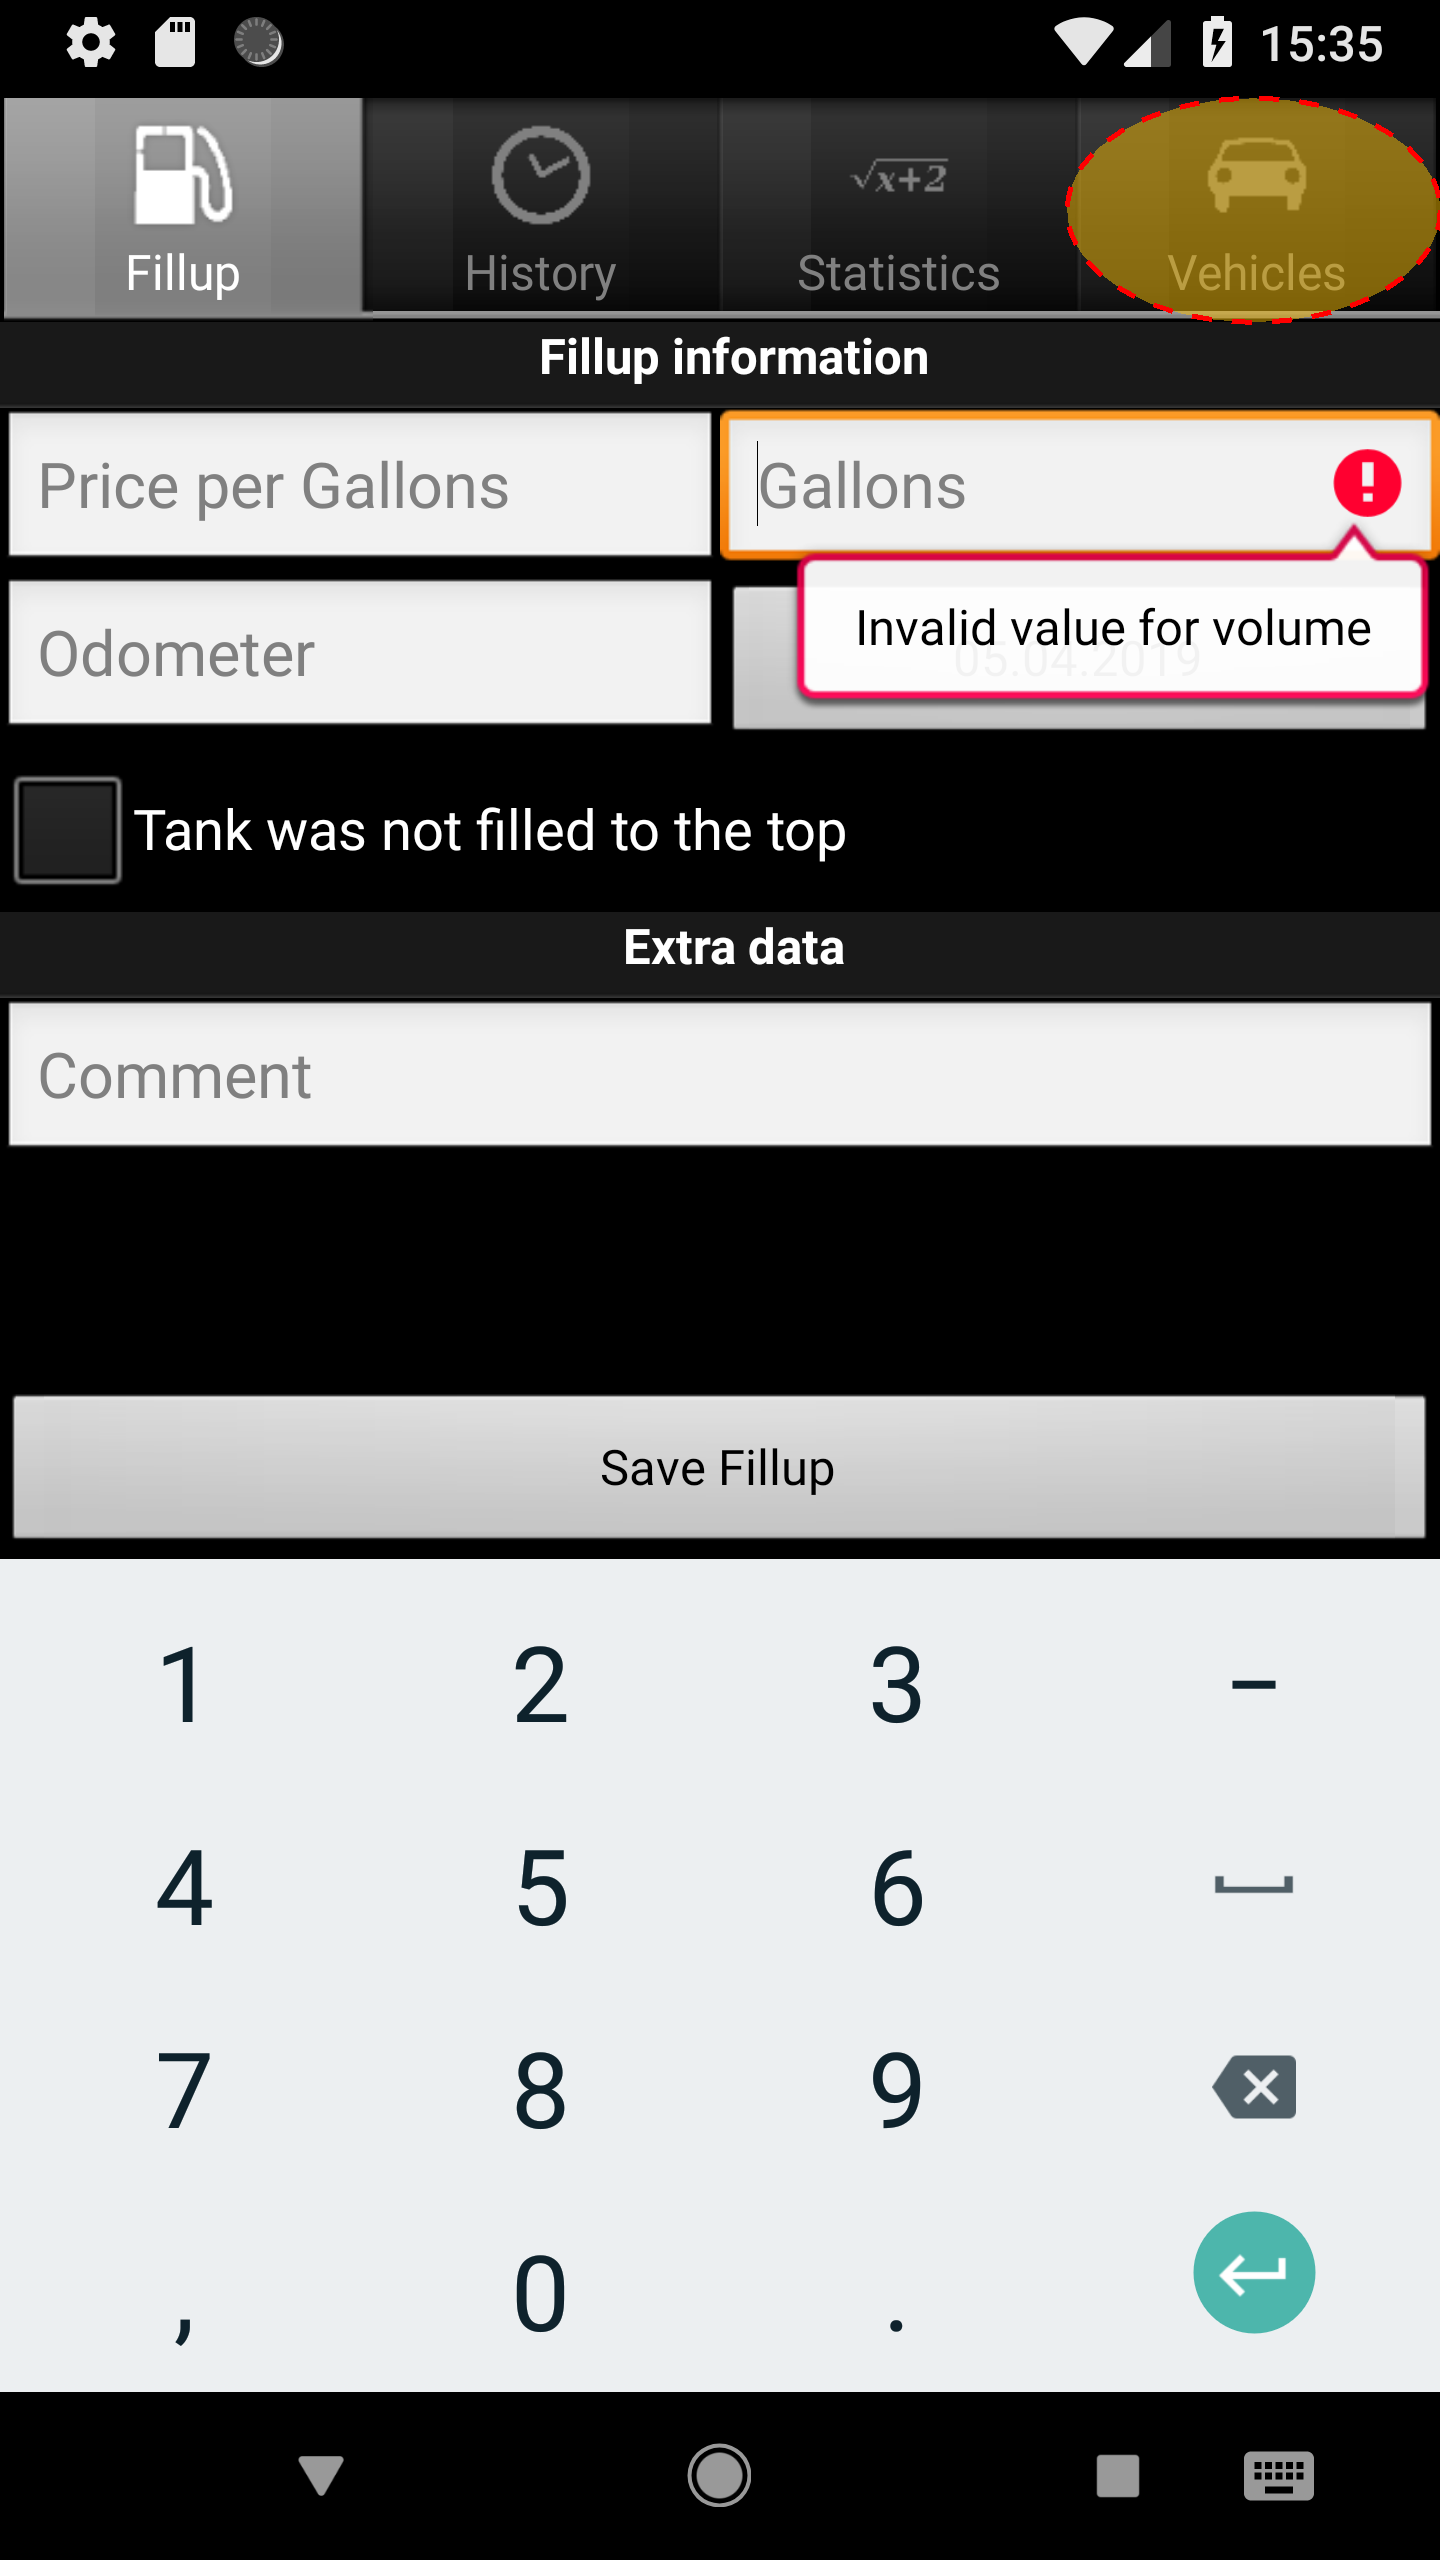 15:35
Fillup
History
√x+2
Statistics
Vehicles
Fillup information
Price per Gallons
Gallons
Invalid value for volume
Odometer
05.04.2019
Tank was not filled to the top
Extra data
Comment
Save Fillup
1 2 3 -
4 5 6
7 8 9
, 0 .